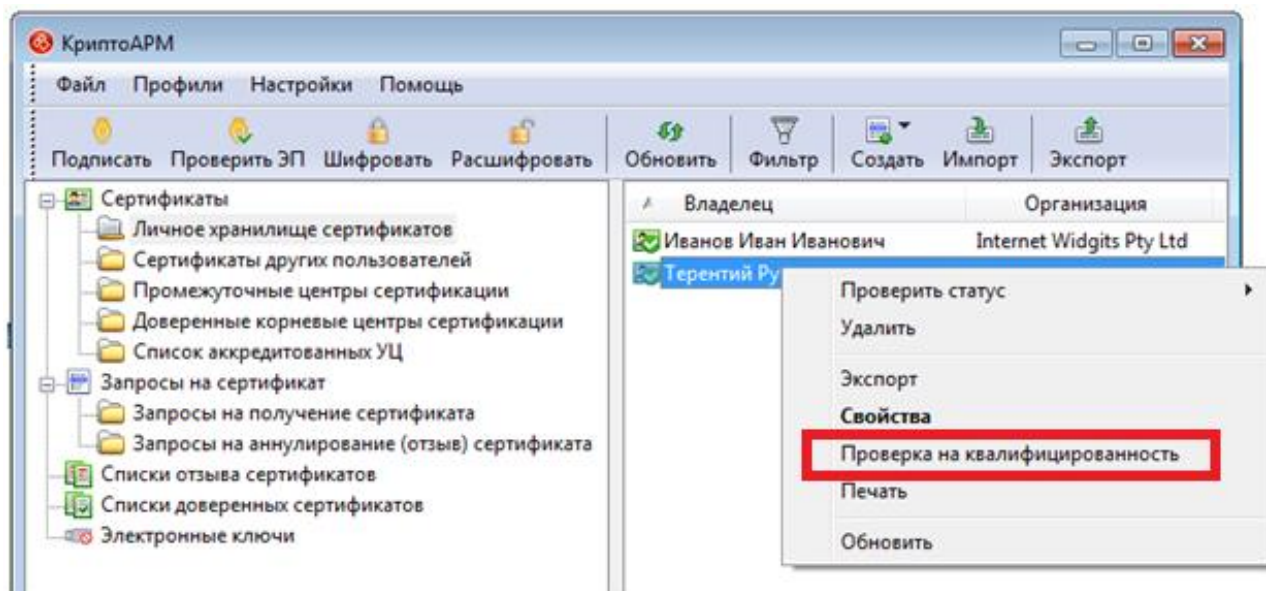 КриптоАРМ
Файл Профили Настройки Помощь
Подписать Проверить ЭП Шифровать Расшифровать Обновить Фильтр Создать Импорт Экспорт
Сертификаты
Личное хранилище сертификатов
Сертификаты других пользователей
Промежуточные центры сертификации
Доверенные корневые центры сертификации
Список аккредитованных УЦ
Запросы на сертификат
Запросы на получение сертификата
Запросы на аннулирование (отзыв) сертификата
Списки отзыва сертификатов
Списки доверенных сертификатов
Электронные ключи
Владелец Организация
Иванов Иван Иванович Internet Widgits Pty Ltd
Терентий Ру
Проверить статус
Удалить
Экспорт
Свойства
Проверка на квалифицированность
Печать
Обновить